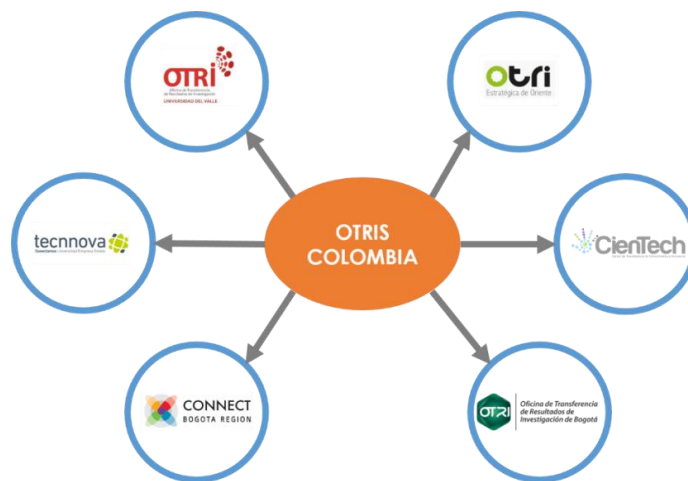 OTRI
Oficina de Transferencia
de Resultados de Investigación
UNIVERSIDAD DEL VALLE
otri
Estratégica de Oriente
tecnnova
OTRIS
COLOMBIA
CienTech
CONNECT
BOGOTA REGION
OTRI
Oficina de Transferencia
de Resultados de
Investigación de Bogotá